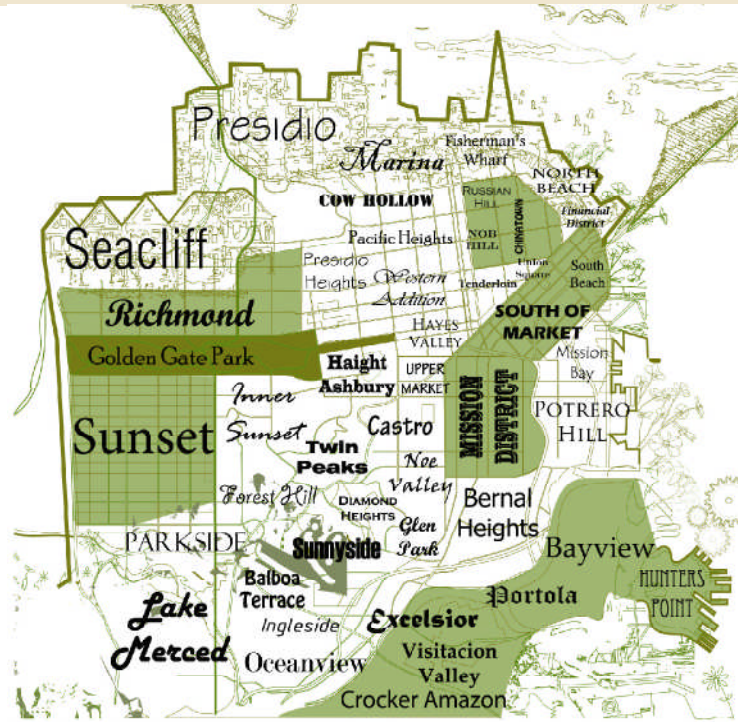 Presidio
Marina
Fisherman's
Wharf
NORTH
BEACH
COW HOLLOW
RUSSIAN
HILL
CHINATOWN
Financial
District
Pacific Heights
NOB
HILL
Seacliff
Presidio
Heights
Western
Addition
Union
Square
Tenderloin
South
Beach
Richmond
SOUTH OF
MARKET
HAYES
VALLEY
Golden Gate Park
Haight
Ashbury
UPPER
MARKET
Mission
Bay
Inner
Sunset
Sunset
Castro
MISSION
DISTRICT
POTRERO
HILL
Twin
Peaks
Noe
Valley
Forest Hill
DIAMOND
HEIGHTS
Glen
Park
Bernal
Heights
PARKSIDE
Sunnyside
Bayview
HUNTERS
POINT
Balboa
Terrace
Lake
Merced
Ingleside
Excelsior
Portola
Oceanview
Visitacion
Valley
Crocker Amazon